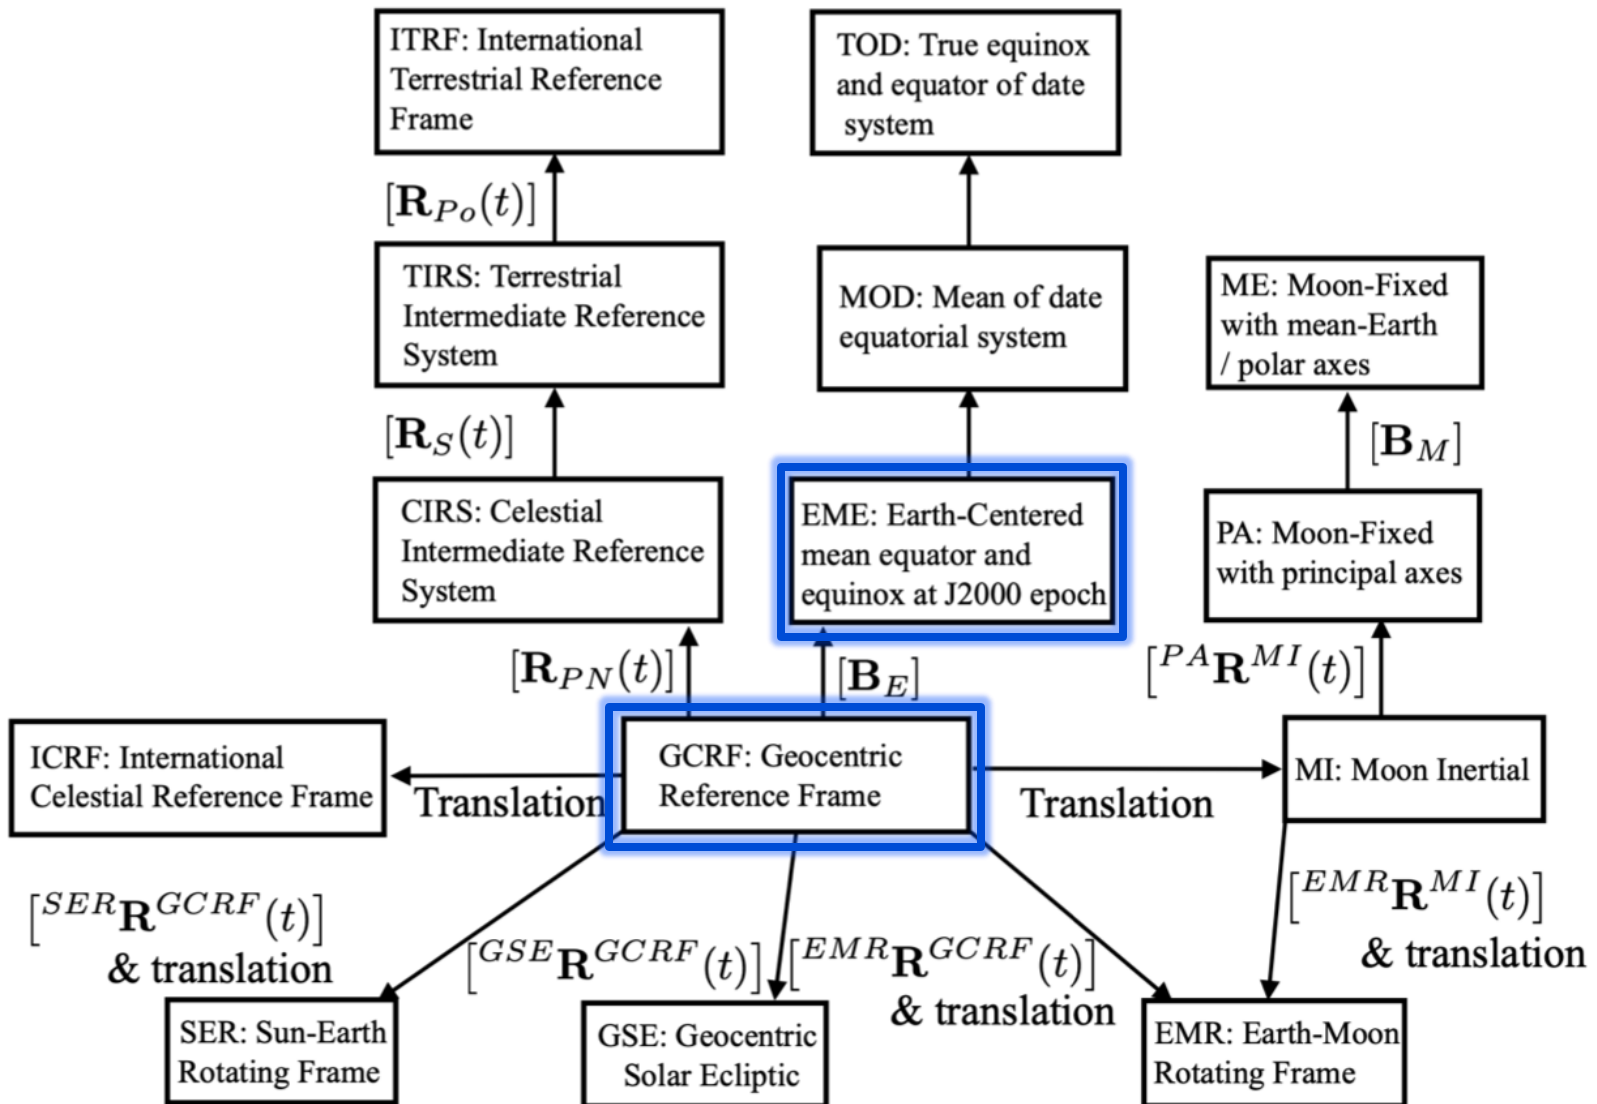 ITRF: International
Terrestrial Reference
Frame
TOD: True equinox
and equator of date
system
[R_{Po}(t)]
TIRS: Terrestrial
Intermediate Reference
System
MOD: Mean of date
equatorial system
ME: Moon-Fixed
with mean-Earth
/ polar axes
[R_S(t)]
[B_M]
CIRS: Celestial
Intermediate Reference
System
EME: Earth-Centered
mean equator and
equinox at J2000 epoch
PA: Moon-Fixed
with principal axes
[R_{PN}(t)]
[B_E]
[^{PA}R^{MI}(t)]
ICRF: International
Celestial Reference Frame
Translation
GCRF: Geocentric
Reference Frame
Translation
MI: Moon Inertial
[^{SER}R^{GCRF}(t)]
& translation
[^{GSE}R^{GCRF}(t)]
[^{EMR}R^{GCRF}(t)]
& translation
[^{EMR}R^{MI}(t)]
& translation
SER: Sun-Earth
Rotating Frame
GSE: Geocentric
Solar Ecliptic
EMR: Earth-Moon
Rotating Frame